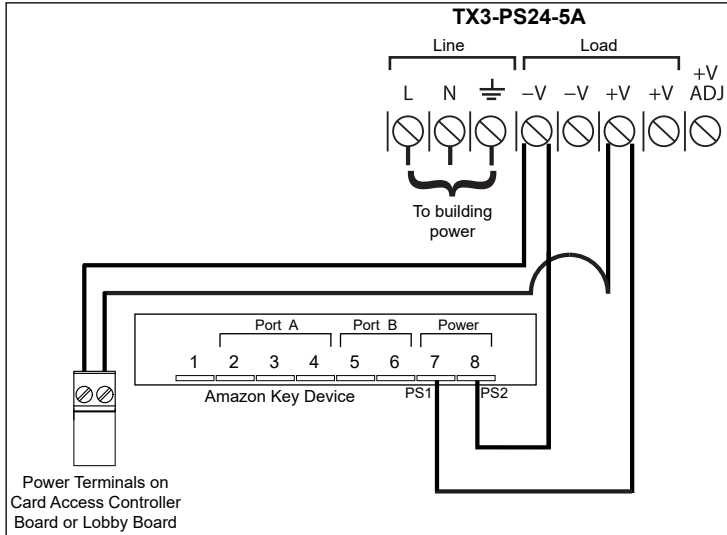 TX3-PS24-5A
Line Load
L N –V –V +V +V +V ADJ
To building
power
Port A Port B Power
1 2 3 4 5 6 7 8
Amazon Key Device PS1 PS2
Power Terminals on
Card Access Controller
Board or Lobby Board